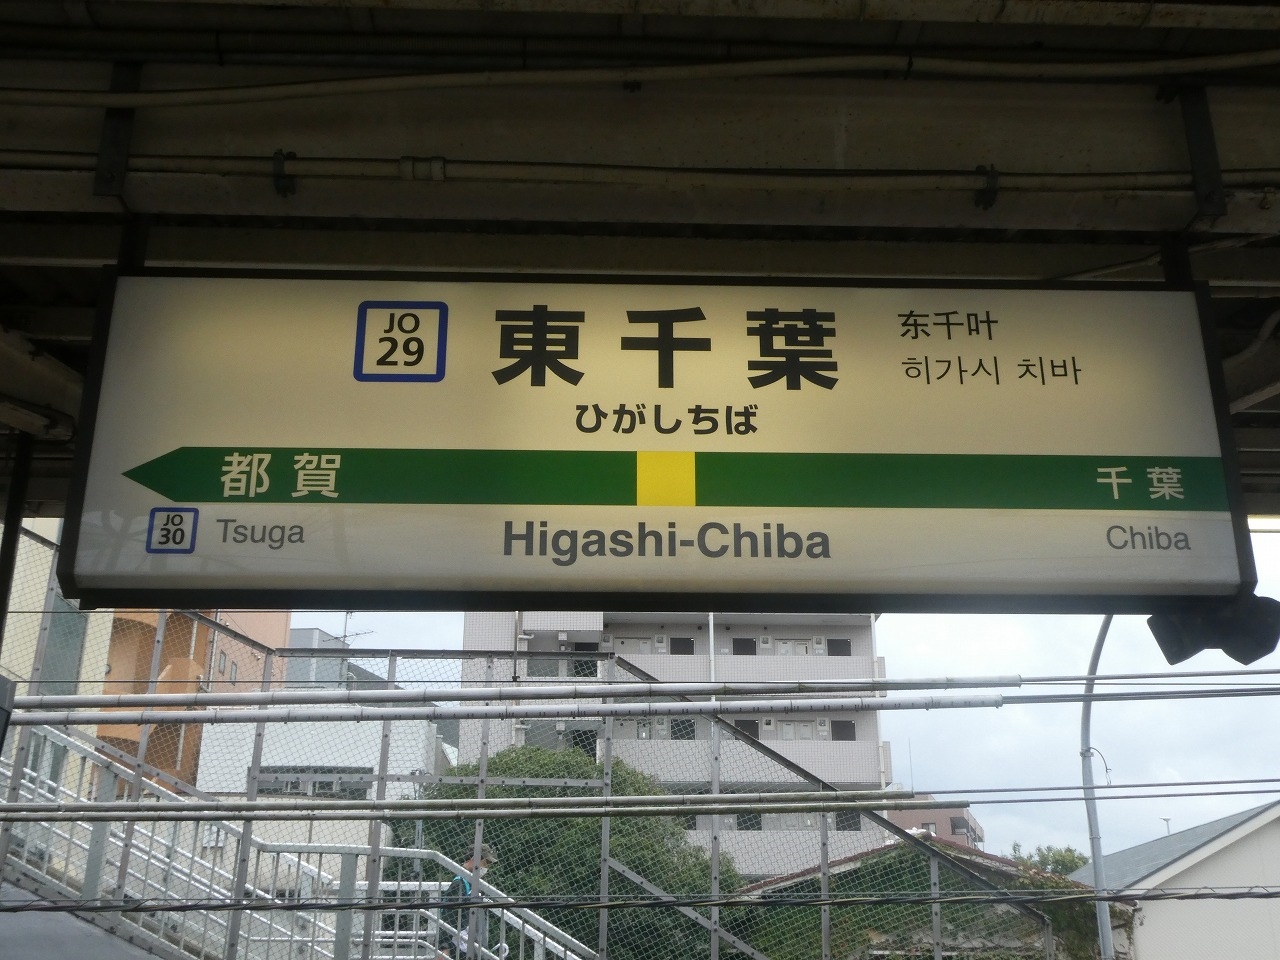 JO
29
東千葉
东千叶
히가시 치바
ひがしちば
都賀
千葉
JO
30
Tsuga
Higashi-Chiba
Chiba